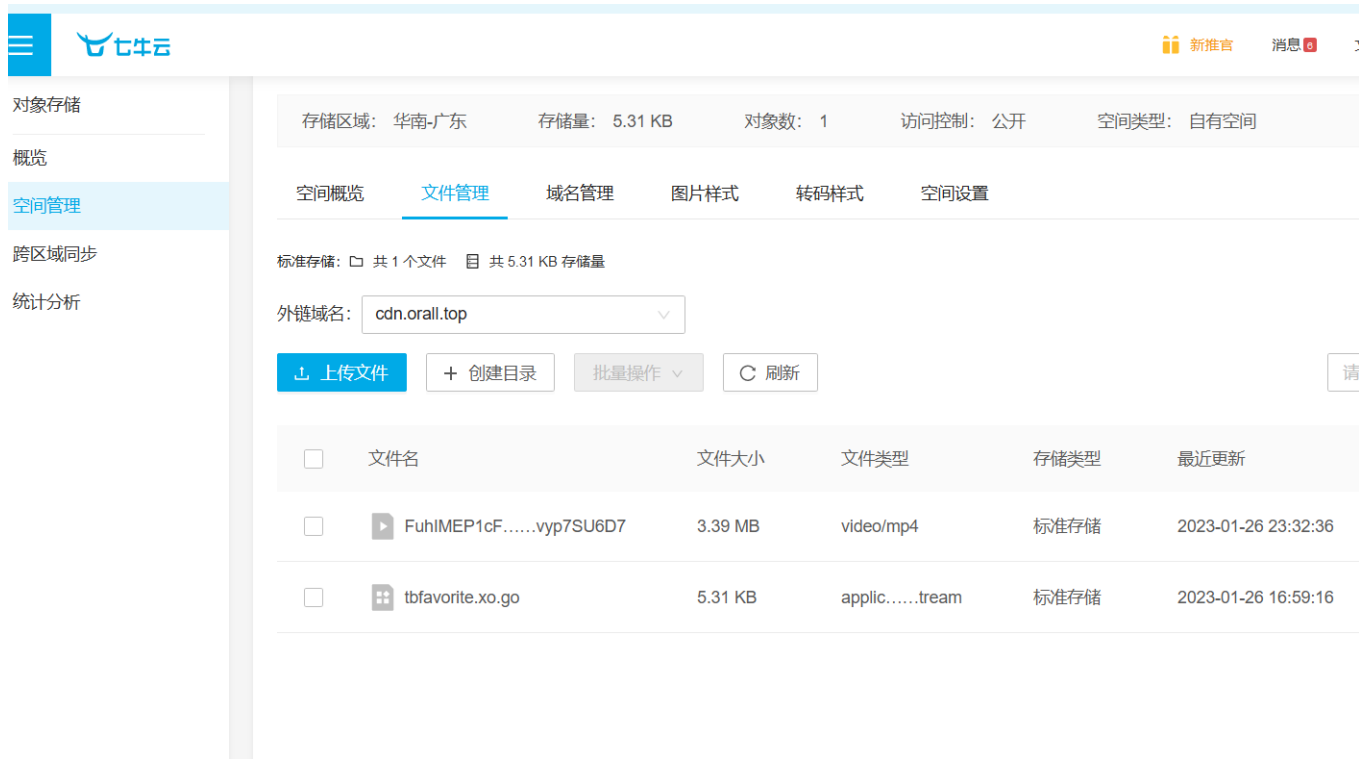 七牛云
新推官 消息 6
对象存储
概览
空间管理
跨区域同步
统计分析
存储区域： 华南-广东 存储量： 5.31 KB 对象数： 1 访问控制： 公开 空间类型： 自有空间
空间概览 文件管理 域名管理 图片样式 转码样式 空间设置
标准存储： 共 1 个文件 共 5.31 KB 存储量
外链域名： cdn.orall.top
上传文件 创建目录 批量操作 刷新 请
文件名 文件大小 文件类型 存储类型 最近更新
FuhIMEP1cF……vyp7SU6D7 3.39 MB video/mp4 标准存储 2023-01-26 23:32:36
tbfavorite.xo.go 5.31 KB applic……tream 标准存储 2023-01-26 16:59:16